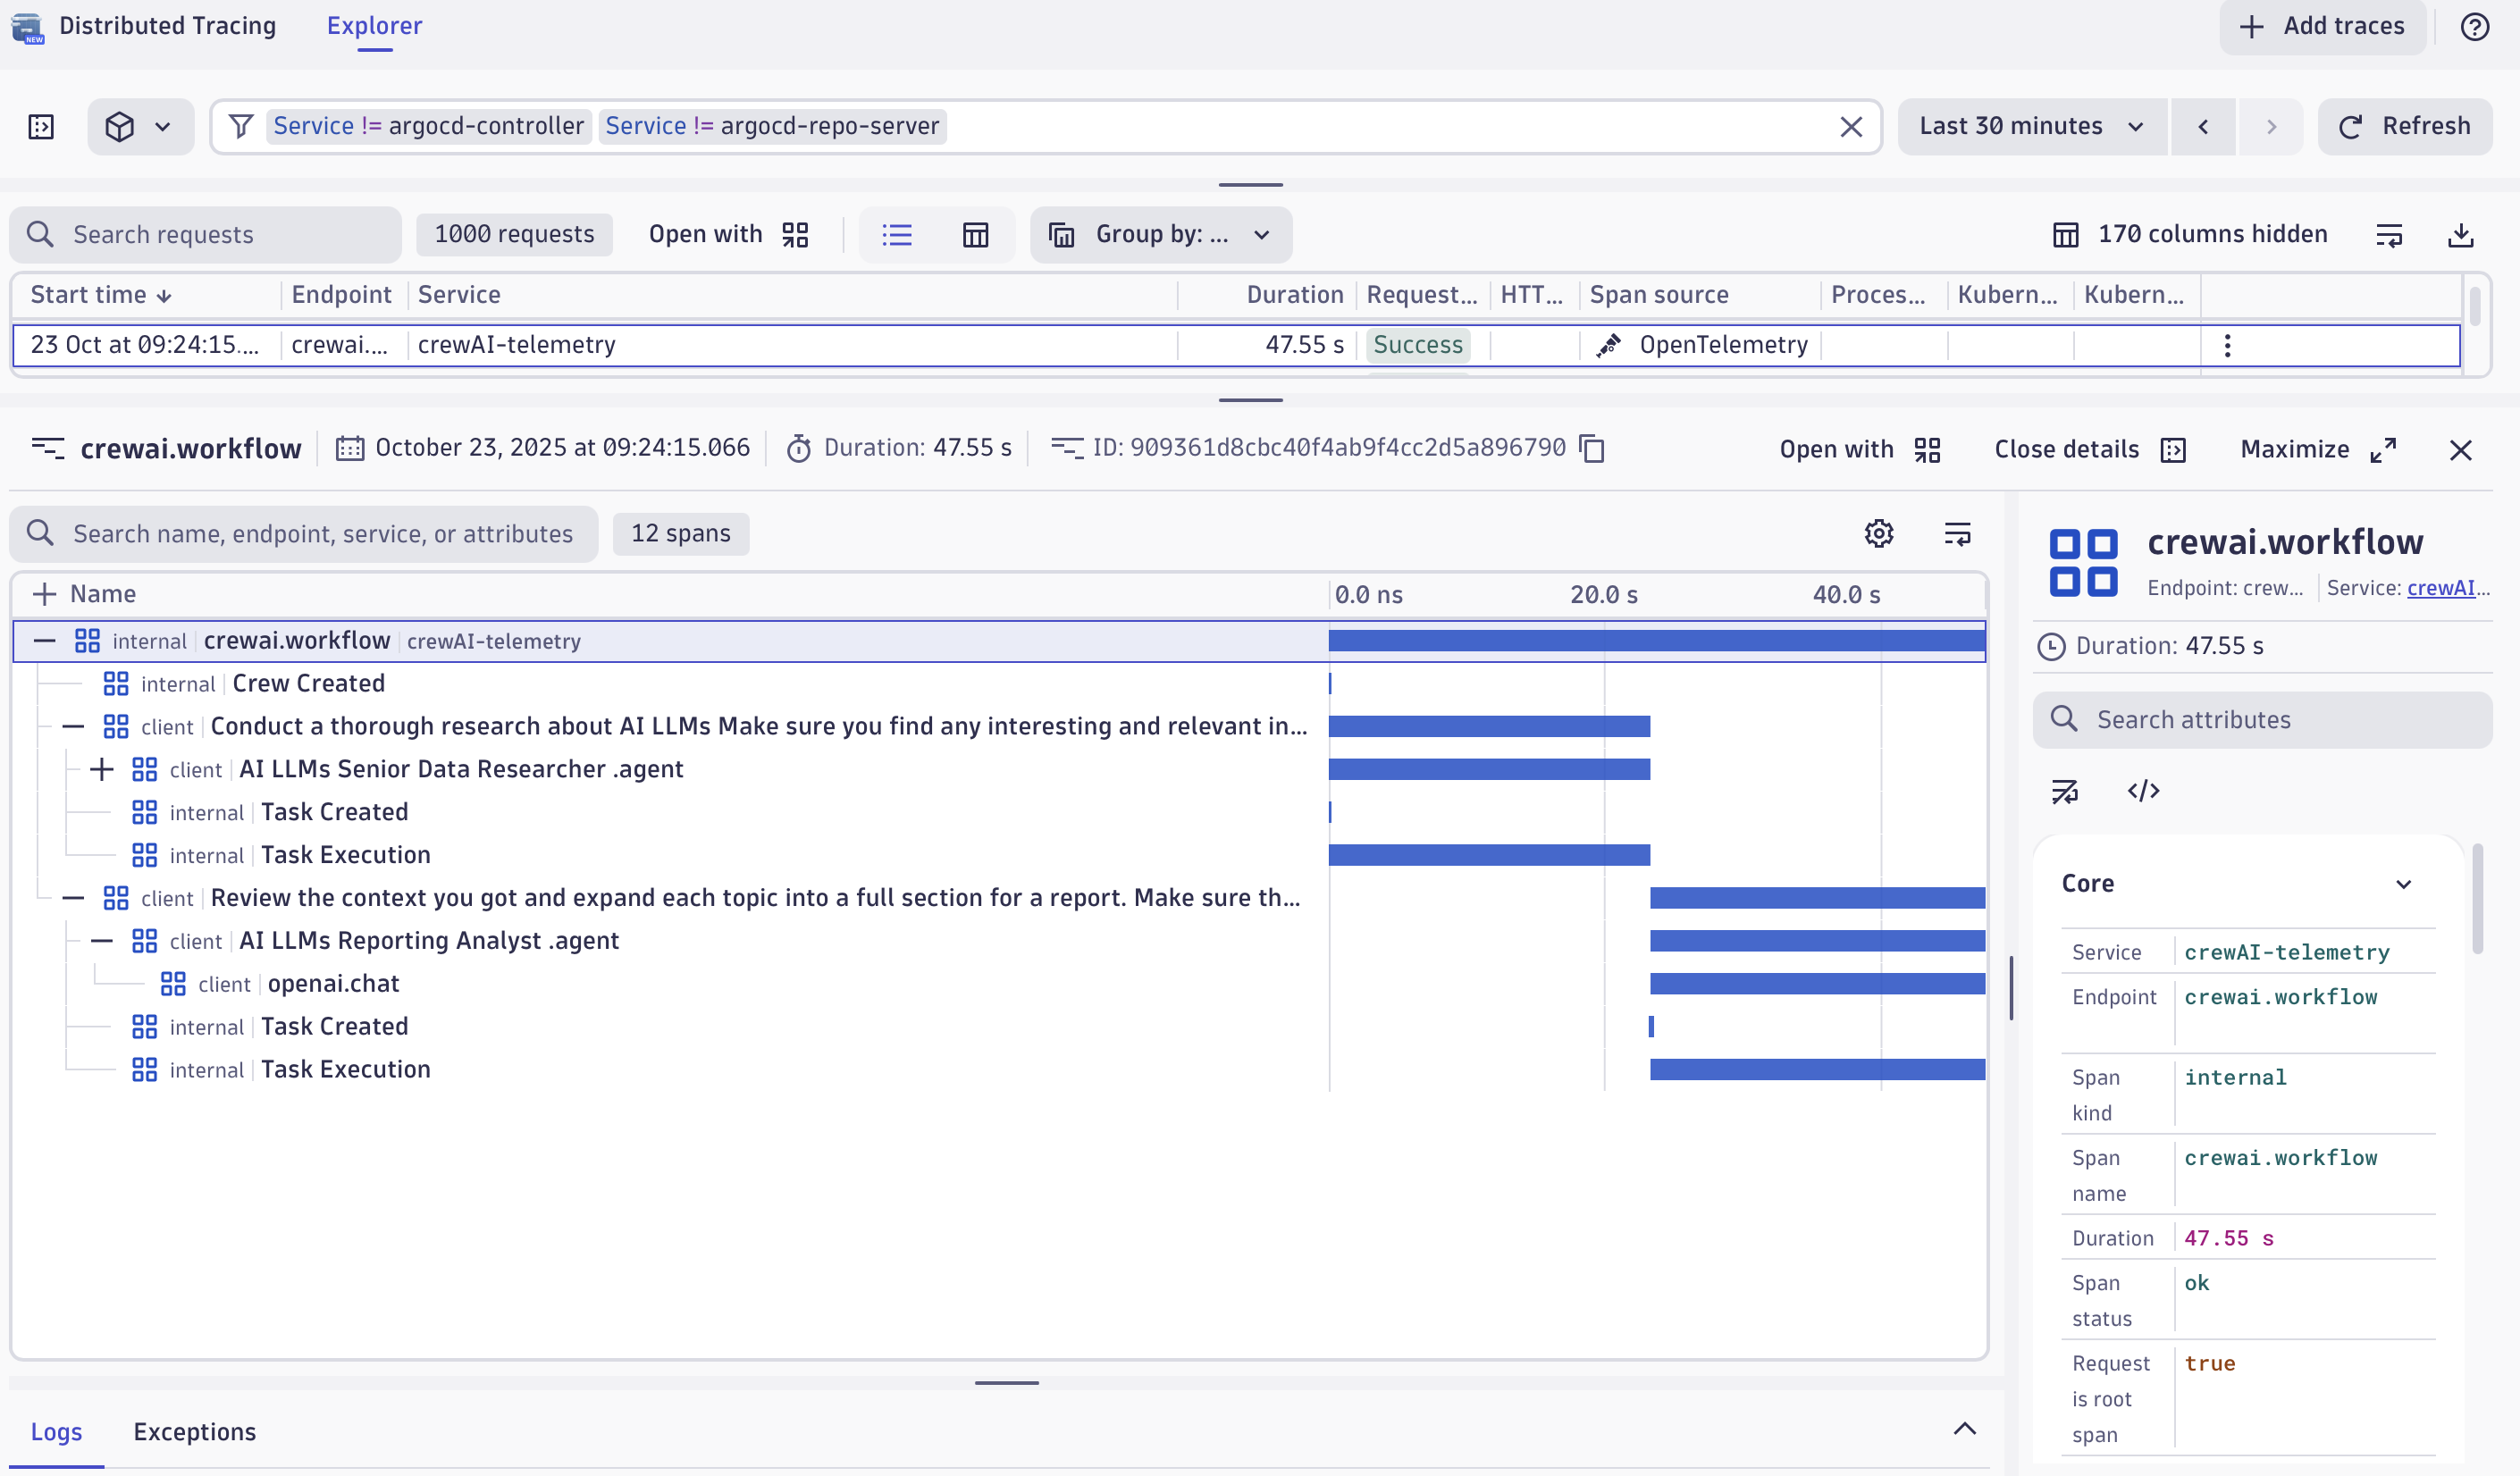 Distributed Tracing Explorer Add traces
NEW
Service != argocd-controller Service != argocd-repo-server Last 30 minutes Refresh
Search requests 1000 requests Open with Group by: ... 170 columns hidden
Start time Endpoint Service Duration Request... HTT... Span source Proces... Kubern... Kubern...
23 Oct at 09:24:15.... crewai.... crewAI-telemetry 47.55 s Success OpenTelemetry
crewai.workflow October 23, 2025 at 09:24:15.066 Duration: 47.55 s ID: 909361d8cbc40f4ab9f4cc2d5a896790 Open with Close details Maximize
Search name, endpoint, service, or attributes 12 spans
Name 0.0 ns 20.0 s 40.0 s
internal crewai.workflow crewAI-telemetry
internal Crew Created
client Conduct a thorough research about AI LLMs Make sure you find any interesting and relevant in...
client AI LLMs Senior Data Researcher .agent
internal Task Created
internal Task Execution
client Review the context you got and expand each topic into a full section for a report. Make sure th...
client AI LLMs Reporting Analyst .agent
client openai.chat
internal Task Created
internal Task Execution
Logs Exceptions
crewai.workflow
Endpoint: crew... Service: crewAI...
Duration: 47.55 s
Search attributes
</>
Core
Service crewAI-telemetry
Endpoint crewai.workflow
Span internal
kind
Span crewai.workflow
name
Duration 47.55 s
Span ok
status
Request true
is root
span